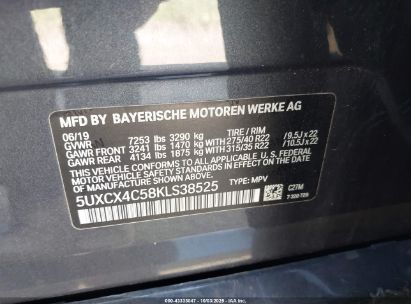 MFD BY BAYERISCHE MOTOREN WERKE AG
06/19 TIRE / RIM
GVWR 7253 lbs 3290 kg
GAWR FRONT 3241 lbs 1470 kg WITH 275/40 R22 / 9.5J x 22
GAWR REAR 4134 lbs 1875 kg WITH 315/35 R22 / 10.5J x 22
THIS VEHICLE CONFORMS TO ALL APPLICABLE U.S. FEDERAL
MOTOR VEHICLE SAFETY STANDARDS IN EFFECT ON
THE DATE OF MANUFACTURE SHOWN ABOVE.
5UXCX4C58KLS38525 TYPE: MPV C27M